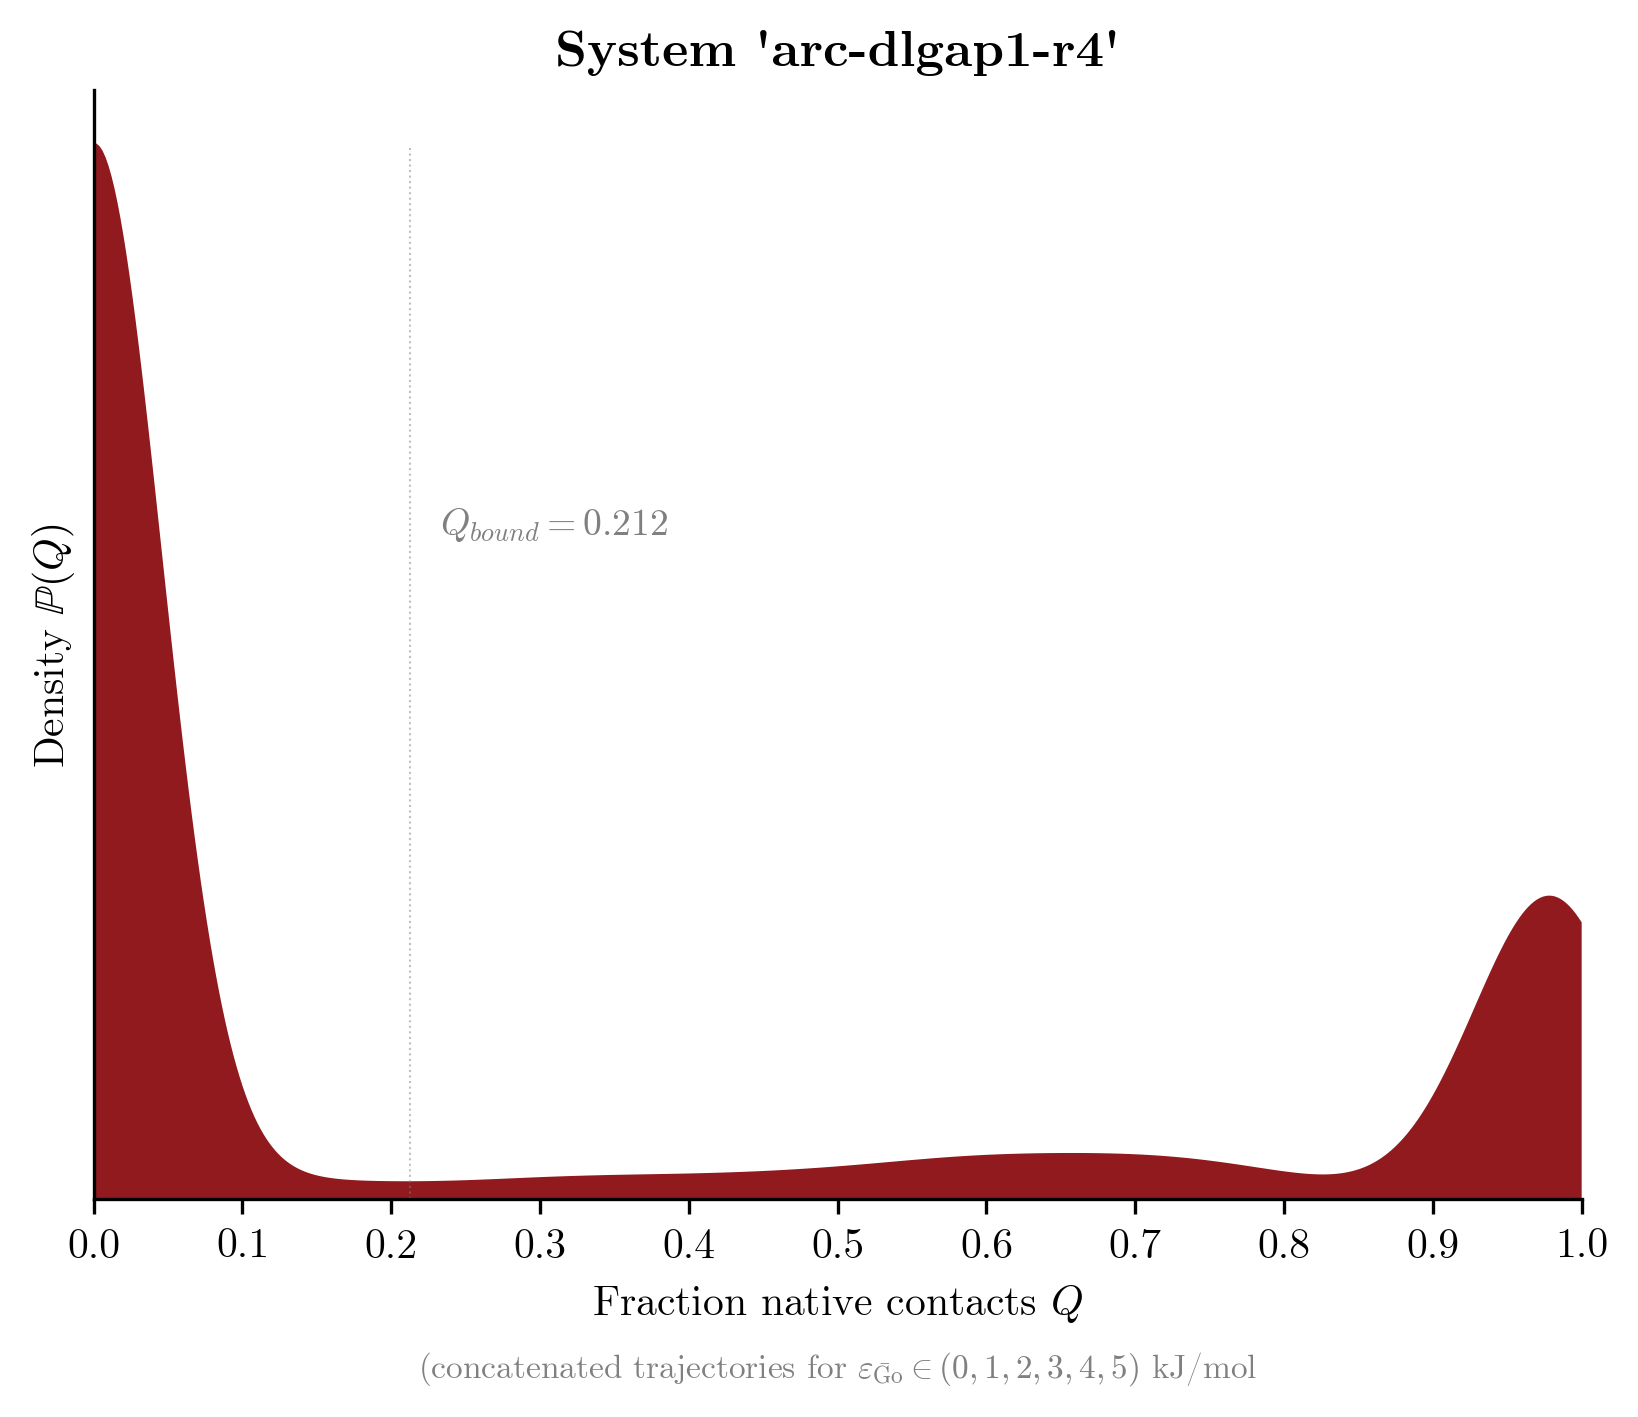 System 'arc-dlgap1-r4'
Density ℙ(Q)
Q_bound = 0.212
0.0 0.1 0.2 0.3 0.4 0.5 0.6 0.7 0.8 0.9 1.0
Fraction native contacts Q
(concatenated trajectories for ε_Ḡo ∈ (0, 1, 2, 3, 4, 5) kJ/mol